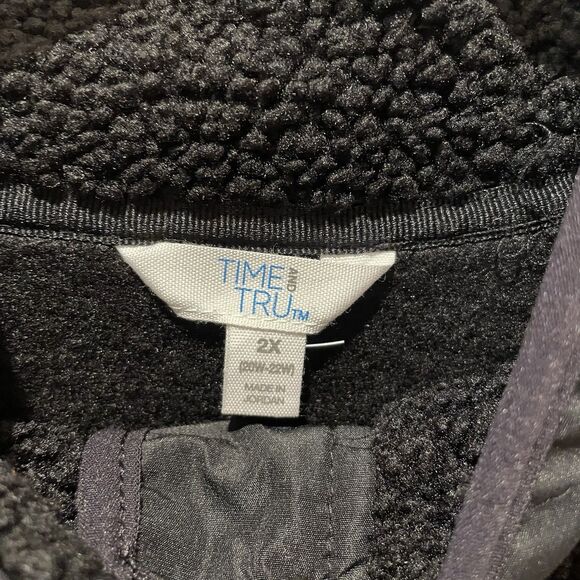 TIME AND
TRU™
2X
(20W-22W)
MADE IN
JORDAN